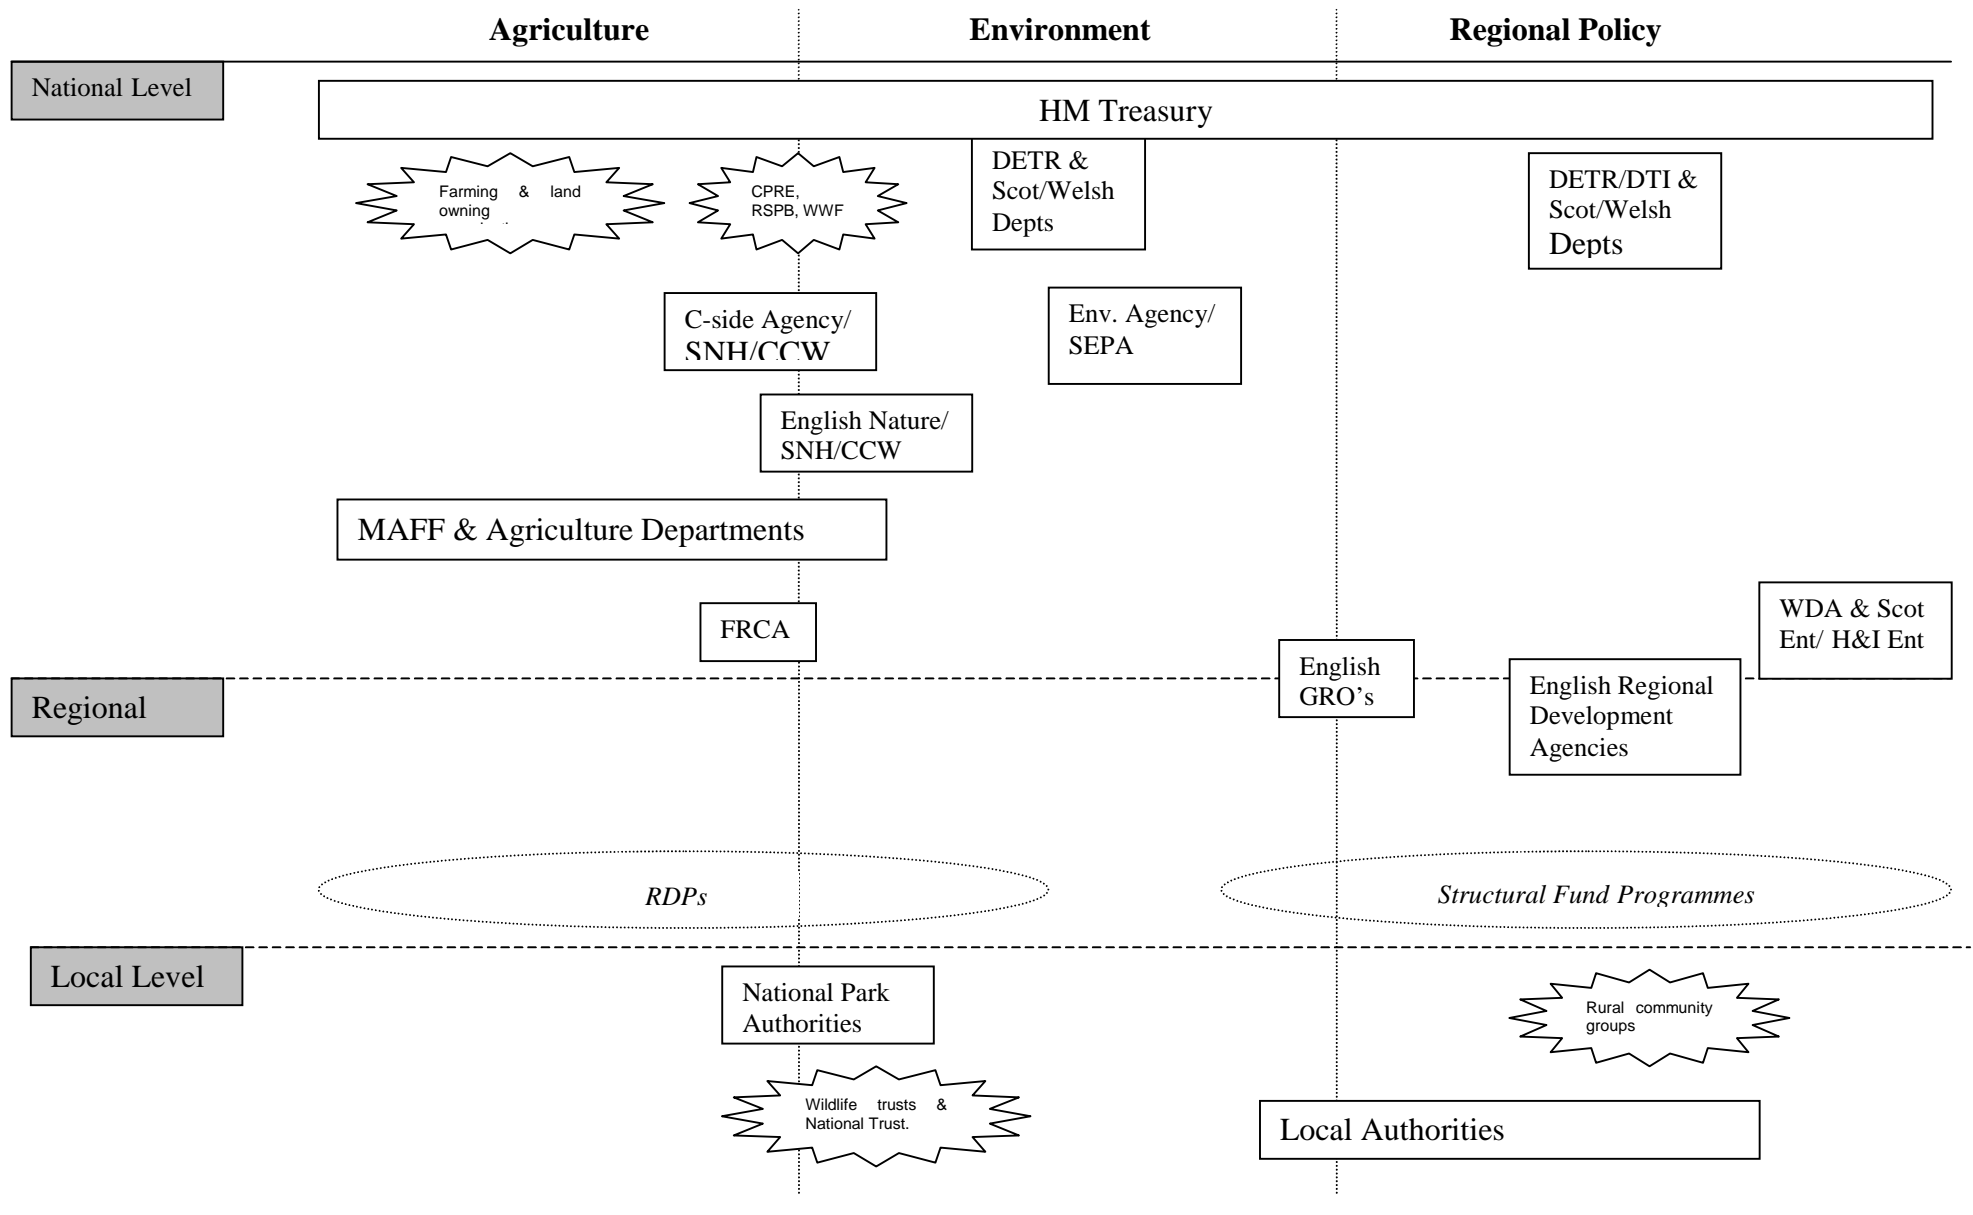 Agriculture
Environment
Regional Policy
National Level
HM Treasury
Farming & land
owning
CPRE,
RSPB, WWF
DETR &
Scot/Welsh
Depts
DETR/DTI &
Scot/Welsh
Depts
C-side Agency/
SNH/CCW
Env. Agency/
SEPA
English Nature/
SNH/CCW
MAFF & Agriculture Departments
FRCA
WDA & Scot
Ent/ H&I Ent
English
GRO’s
English Regional
Development
Agencies
Regional
RDPs
Structural Fund Programmes
Local Level
National Park
Authorities
Rural community
groups
Wildlife trusts &
National Trust.
Local Authorities